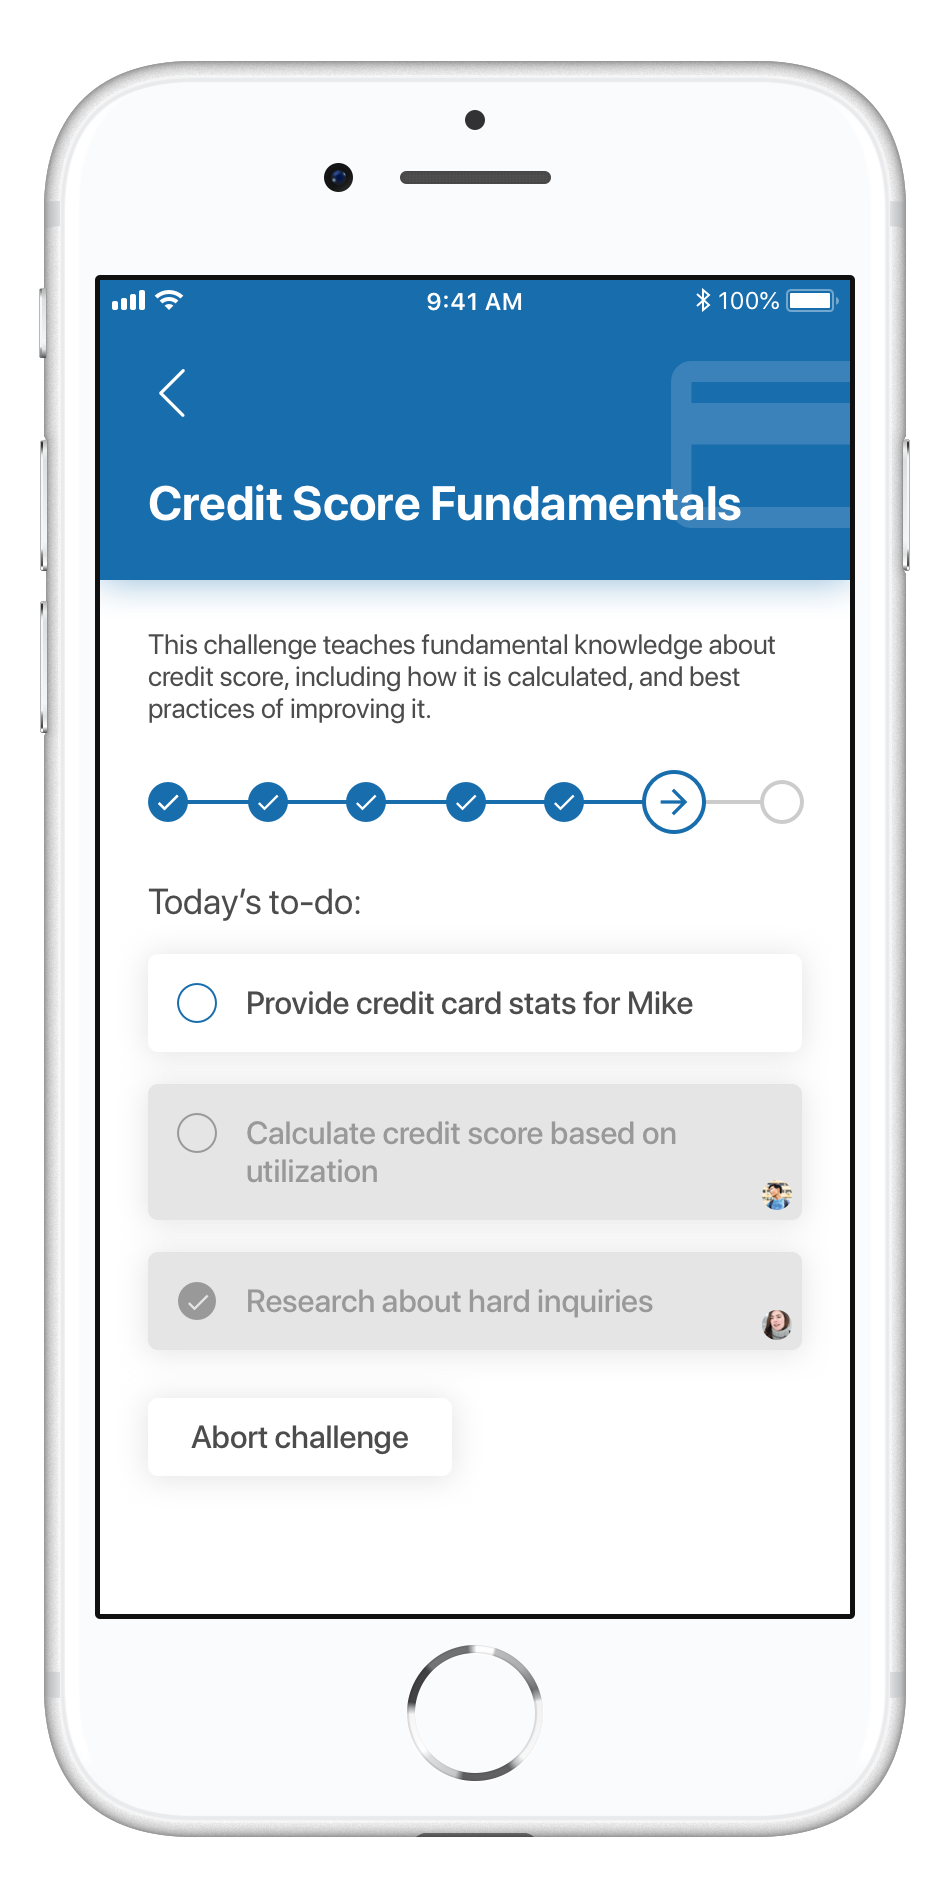 9:41 AM
100%
Credit Score Fundamentals
This challenge teaches fundamental knowledge about
credit score, including how it is calculated, and best
practices of improving it.
Today’s to-do:
Provide credit card stats for Mike
Calculate credit score based on
utilization
Research about hard inquiries
Abort challenge